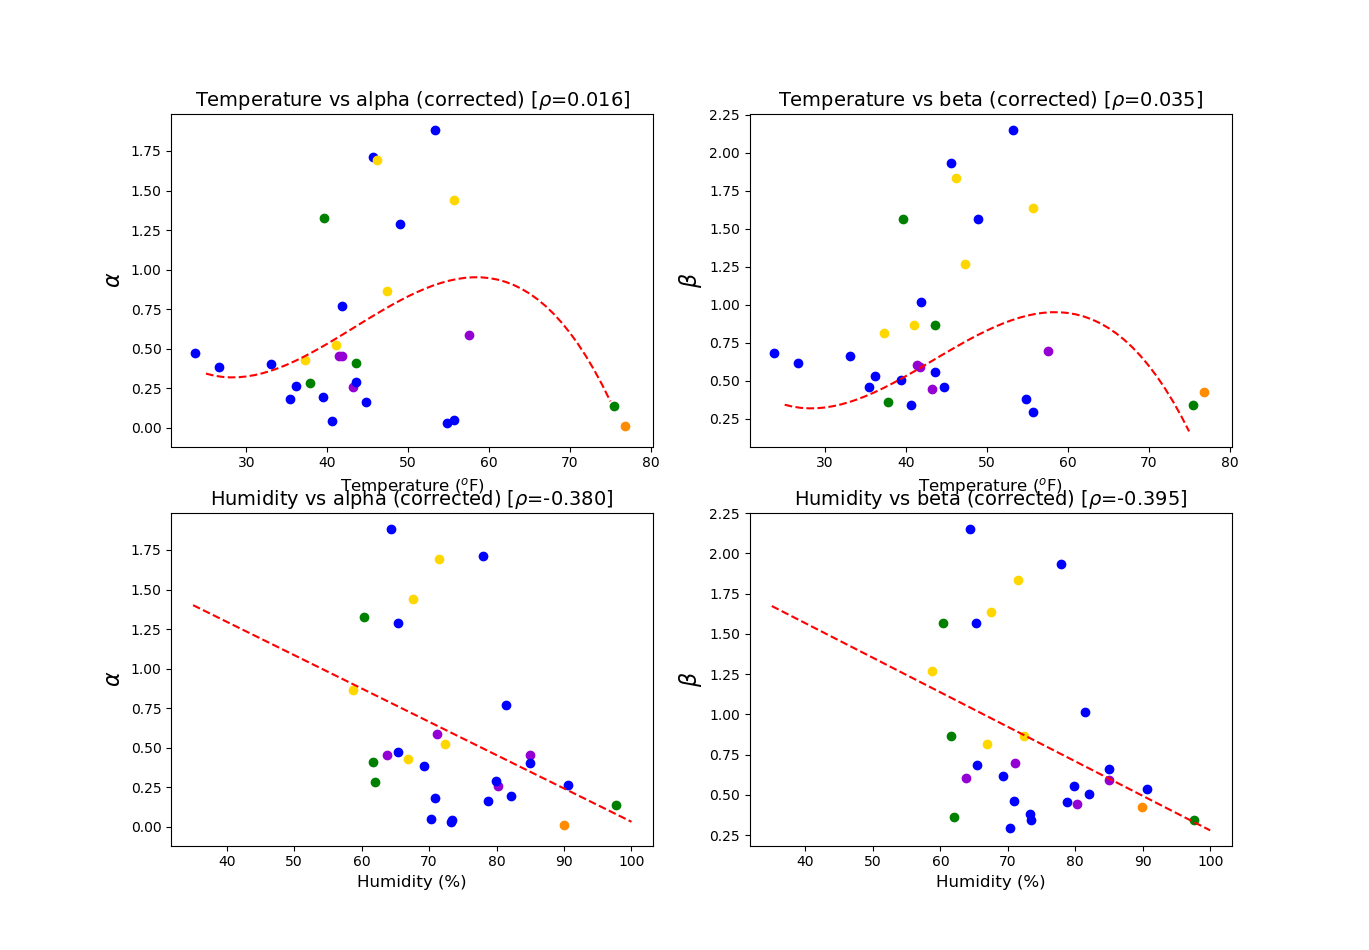 Temperature vs alpha (corrected) [ρ=0.016]
1.75
1.50
1.25
1.00
0.75
0.50
0.25
0.00
α
30 40 50 60 70 80
Temperature (°F)
Temperature vs beta (corrected) [ρ=0.035]
2.25
2.00
1.75
1.50
1.25
1.00
0.75
0.50
0.25
β
30 40 50 60 70 80
Temperature (°F)
Humidity vs alpha (corrected) [ρ=-0.380]
1.75
1.50
1.25
1.00
0.75
0.50
0.25
0.00
α
40 50 60 70 80 90 100
Humidity (%)
Humidity vs beta (corrected) [ρ=-0.395]
2.25
2.00
1.75
1.50
1.25
1.00
0.75
0.50
0.25
β
40 50 60 70 80 90 100
Humidity (%)